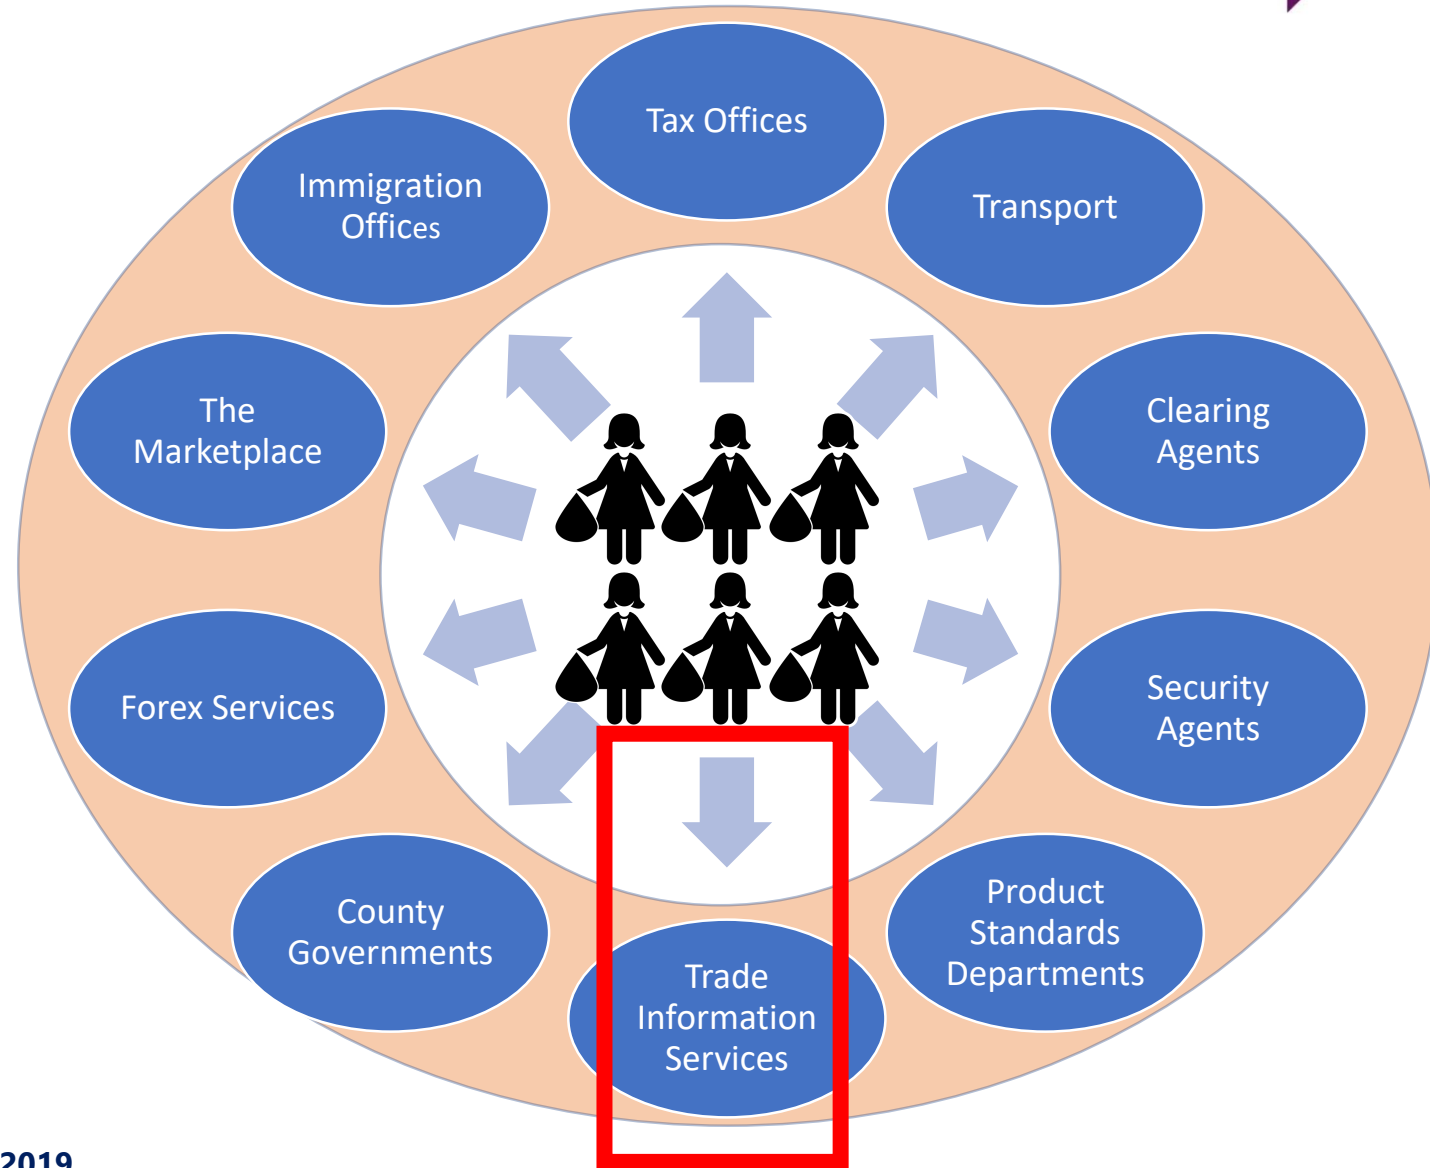 Tax Offices
Immigration
Offices
Transport
The
Marketplace
Clearing
Agents
Forex Services
Security
Agents
County
Governments
Product
Standards
Departments
Trade
Information
Services
2019